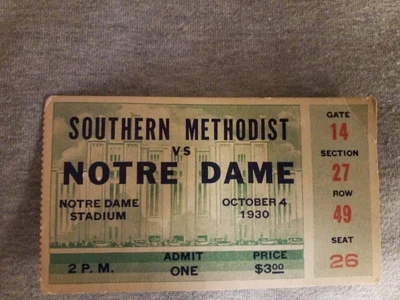 SOUTHERN METHODIST
VS
NOTRE DAME
NOTRE DAME
STADIUM
OCTOBER 4
1930
2 P.M.
ADMIT
ONE
PRICE
$3.00
GATE
14
SECTION
27
ROW
49
SEAT
26